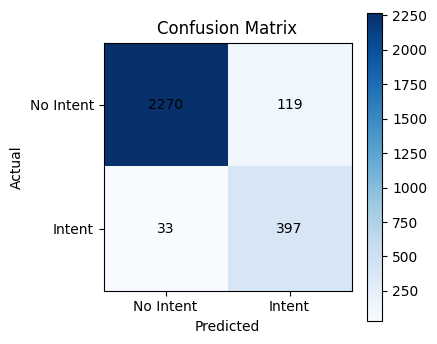 Confusion Matrix
2250
2000
1750
1500
1250
1000
750
500
250
Actual
No Intent
2270
119
Intent
33
397
No Intent
Intent
Predicted